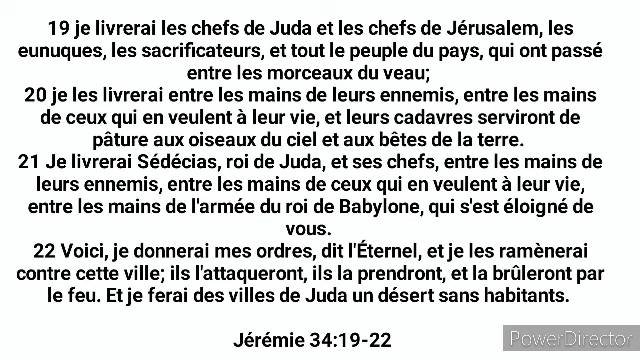 19 je livrerai les chefs de Juda et les chefs de Jérusalem, les
eunuques, les sacrificateurs, et tout le peuple du pays, qui ont passé
entre les morceaux du veau;
20 je les livrerai entre les mains de leurs ennemis, entre les mains
de ceux qui en veulent à leur vie, et leurs cadavres serviront de
pâture aux oiseaux du ciel et aux bêtes de la terre.
21 Je livrerai Sédécias, roi de Juda, et ses chefs, entre les mains de
leurs ennemis, entre les mains de ceux qui en veulent à leur vie,
entre les mains de l'armée du roi de Babylone, qui s'est éloigné de
vous.
22 Voici, je donnerai mes ordres, dit l'Éternel, et je les ramènerai
contre cette ville; ils l'attaqueront, ils la prendront, et la brûleront par
le feu. Et je ferai des villes de Juda un désert sans habitants.
Jérémie 34:19-22
PowerDirector